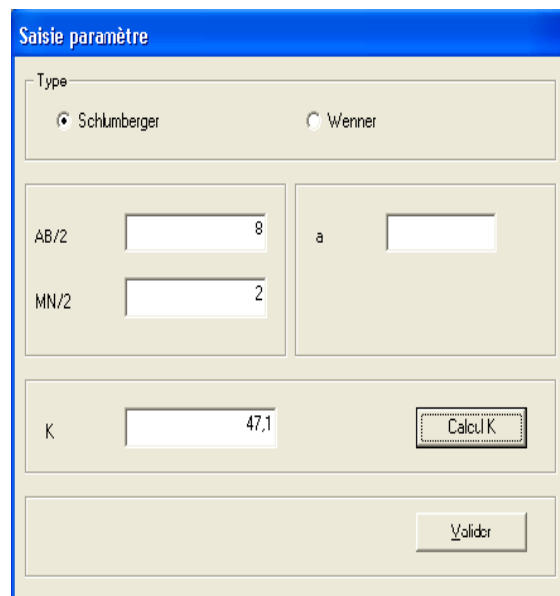 Saisie paramètre
Type
Schlumberger Wenner
AB/2 8 a
MN/2 2
K 47,1 Calcul K
Valider